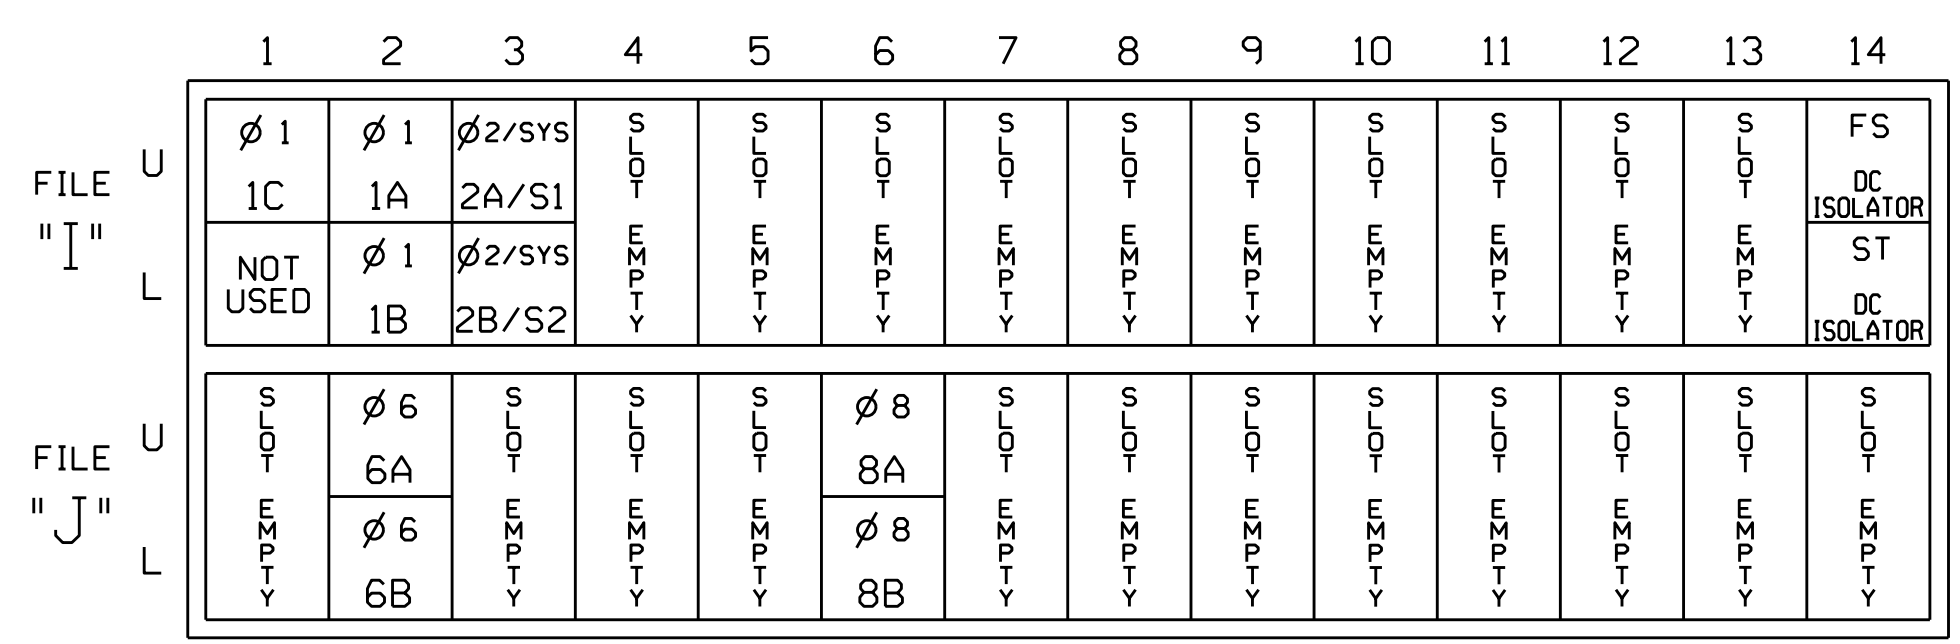 1 2 3 4 5 6 7 8 9 10 11 12 13 14
FILE "I"
U
L
Ø 1
1C
NOT USED
Ø 1
1A
Ø 1
1B
Ø2/SYS
2A/S1
Ø2/SYS
2B/S2
SLOT EMPTY
SLOT EMPTY
SLOT EMPTY
SLOT EMPTY
SLOT EMPTY
SLOT EMPTY
SLOT EMPTY
SLOT EMPTY
SLOT EMPTY
SLOT EMPTY
FS
DC
ISOLATOR
ST
DC
ISOLATOR
FILE "J"
U
L
SLOT EMPTY
Ø 6
6A
Ø 6
6B
SLOT EMPTY
SLOT EMPTY
SLOT EMPTY
Ø 8
8A
Ø 8
8B
SLOT EMPTY
SLOT EMPTY
SLOT EMPTY
SLOT EMPTY
SLOT EMPTY
SLOT EMPTY
SLOT EMPTY
SLOT EMPTY